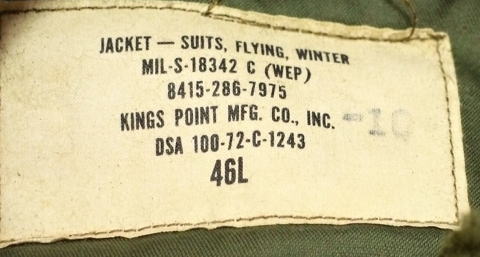 JACKET — SUITS, FLYING, WINTER
MIL-S-18342 C (WEP)
8415-286-7975
KINGS POINT MFG. CO., INC.
DSA 100-72-C-1243
46L